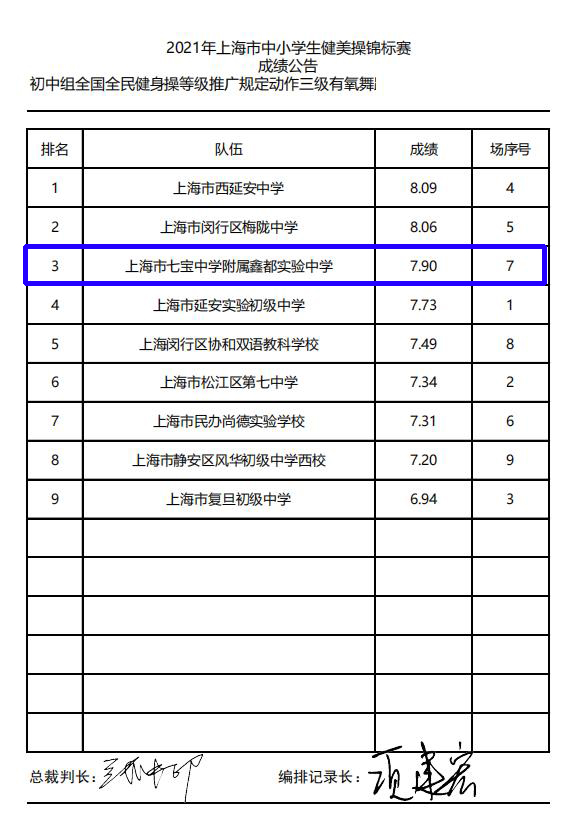 2021年上海市中小学生健美操锦标赛
成绩公告
初中组全国全民健身操等级推广规定动作三级有氧舞
排名 队伍 成绩 场序号
1 上海市西延安中学 8.09 4
2 上海市闵行区梅陇中学 8.06 5
3 上海市七宝中学附属鑫都实验中学 7.90 7
4 上海市延安实验初级中学 7.73 1
5 上海闵行区协和双语教科学校 7.49 8
6 上海市松江区第七中学 7.34 2
7 上海市民办尚德实验学校 7.31 6
8 上海市静安区风华初级中学西校 7.20 9
9 上海市复旦初级中学 6.94 3
总裁判长： 编排记录长：项建宏